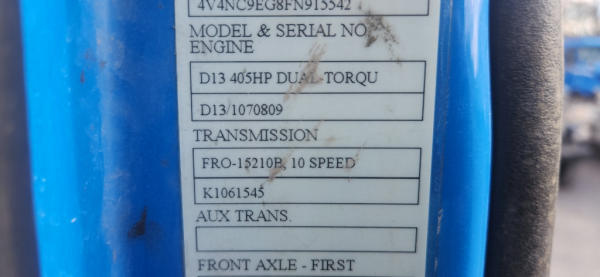 4V4NC9EG8FN915542
MODEL & SERIAL NO.
ENGINE
D13 405HP DUAL-TORQU
D13/1070809
TRANSMISSION
FRO-15210B, 10 SPEED
K1061545
AUX TRANS.
FRONT AXLE - FIRST